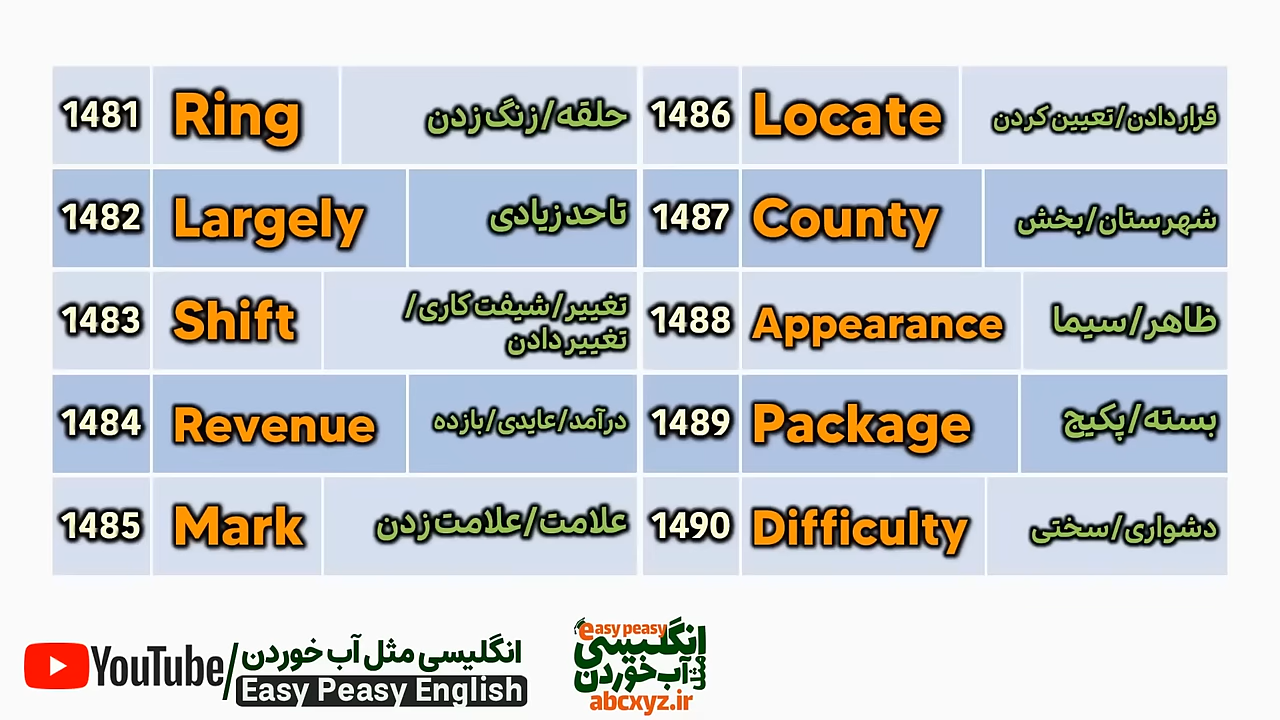 1481 Ring حلقه/زنگ زدن
1482 Largely تا حد زیادی
1483 Shift تغییر/شیفت کاری/
تغییر دادن
1484 Revenue درآمد/عایدی/بازده
1485 Mark علامت/علامت زدن
1486 Locate قرار دادن/تعیین کردن
1487 County شهرستان/بخش
1488 Appearance ظاهر/سیما
1489 Package بسته/پکیج
1490 Difficulty دشواری/سختی
YouTube/انگلیسی مثل آب خوردن
Easy Peasy English
easy peasy
انگلیسی
مثل آب خوردن
abcxyz.ir